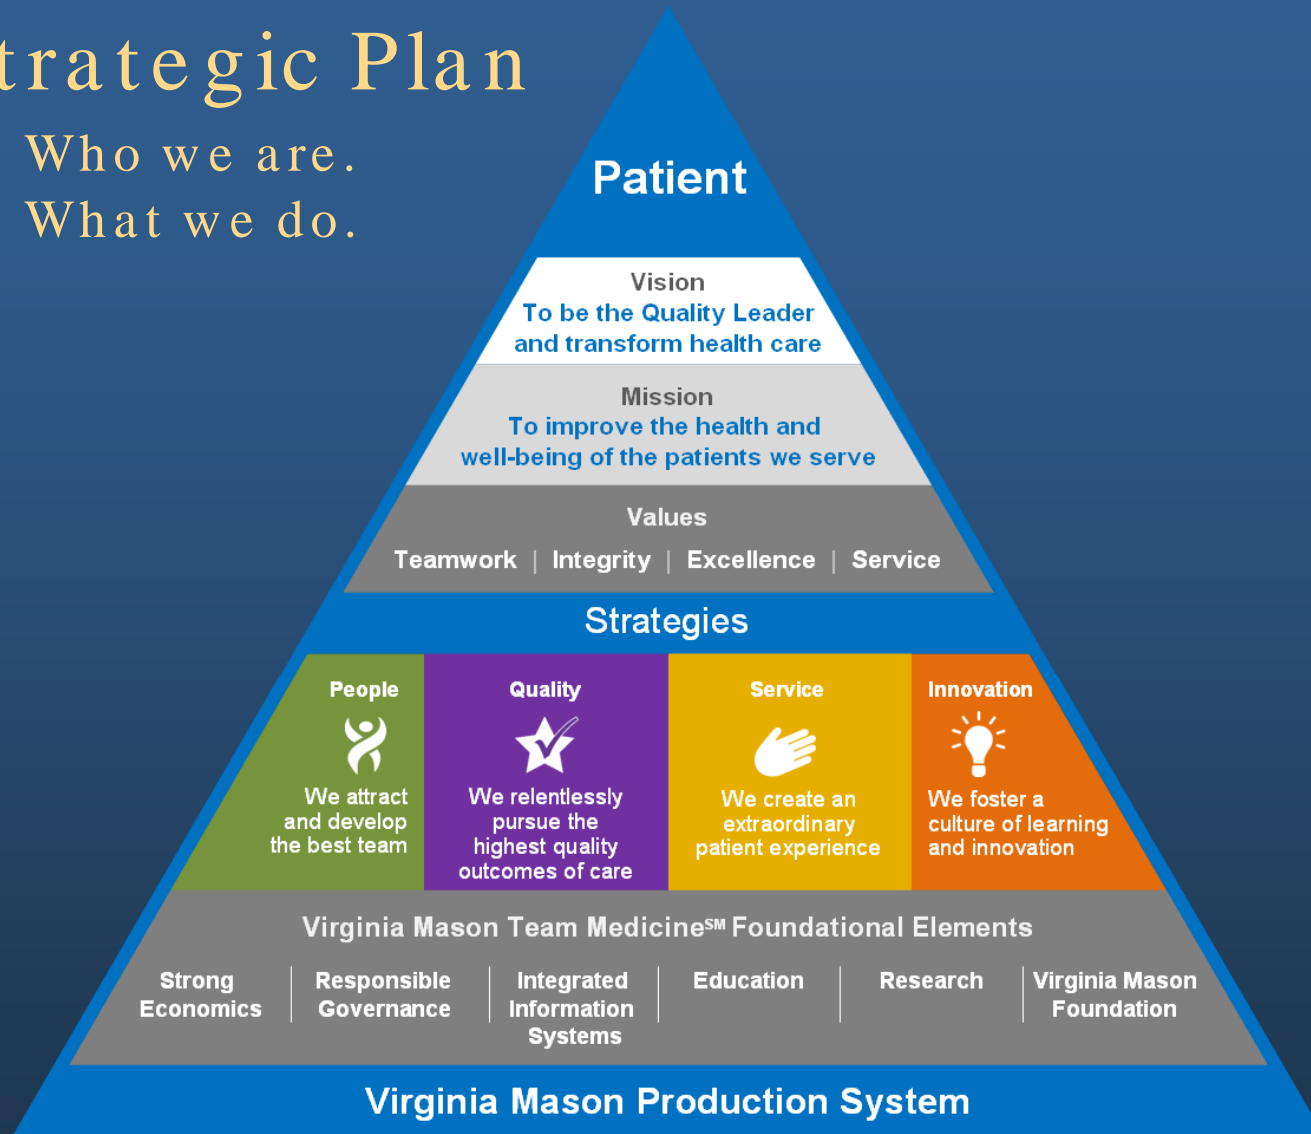 trategic Plan
Who we are.
What we do.
Patient
Vision
To be the Quality Leader
and transform health care
Mission
To improve the health and
well-being of the patients we serve
Values
Teamwork | Integrity | Excellence | Service
Strategies
People
We attract
and develop
the best team
Quality
We relentlessly
pursue the
highest quality
outcomes of care
Service
We create an
extraordinary
patient experience
Innovation
We foster a
culture of learning
and innovation
Virginia Mason Team Medicine℠ Foundational Elements
Strong
Economics
Responsible
Governance
Integrated
Information
Systems
Education
Research
Virginia Mason
Foundation
Virginia Mason Production System